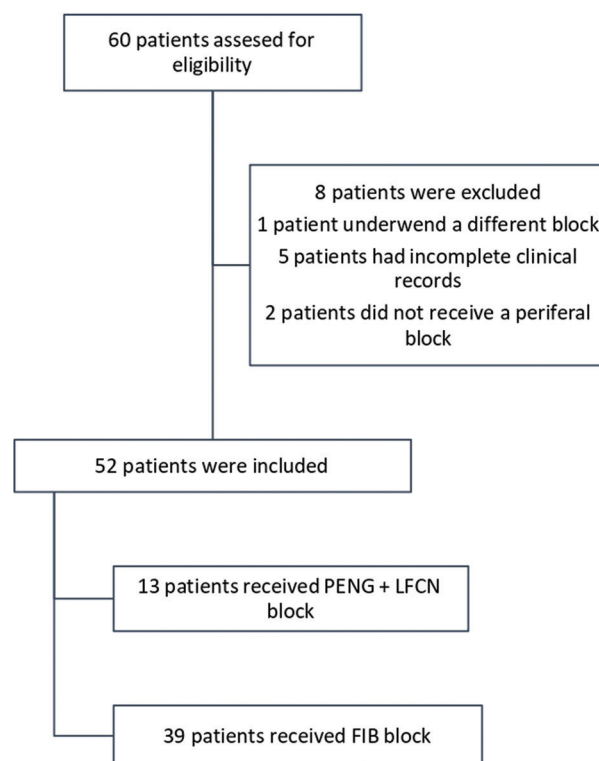 60 patients assesed for
eligibility
8 patients were excluded
1 patient underwend a different block
5 patients had incomplete clinical
records
2 patients did not receive a periferal
block
52 patients were included
13 patients received PENG + LFCN
block
39 patients received FIB block